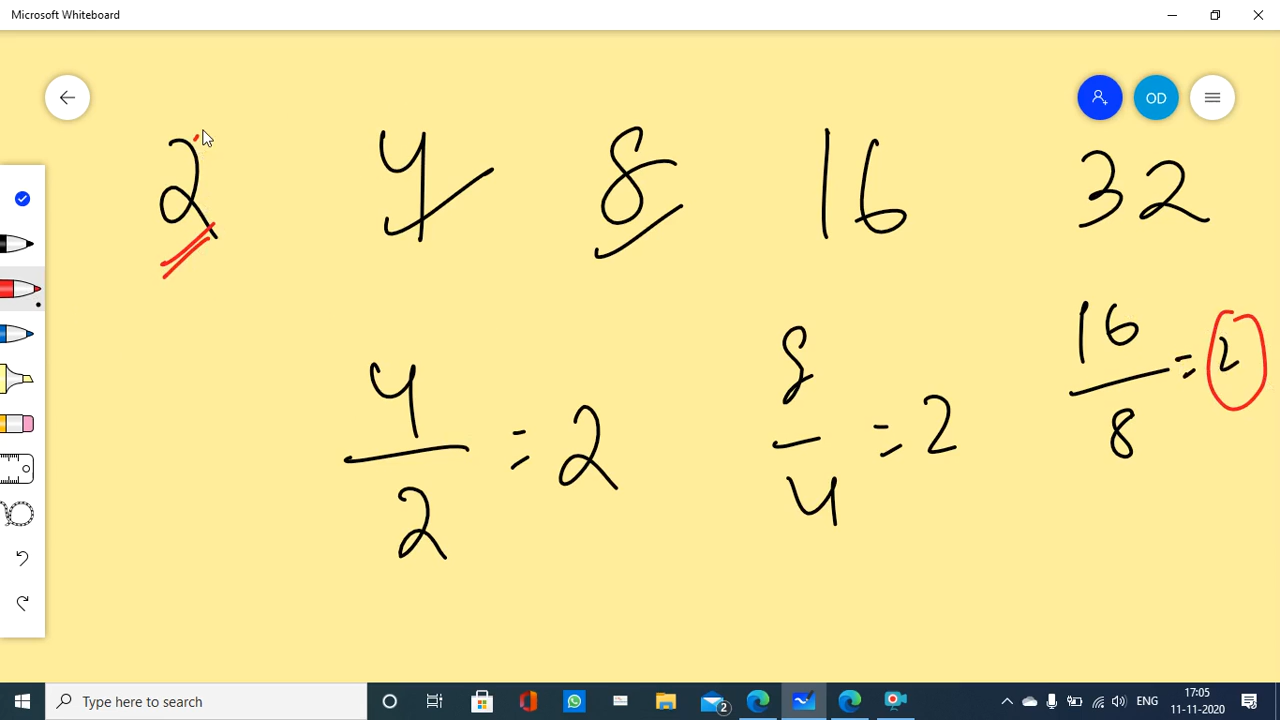 Microsoft Whiteboard
OD
2 4 8 16 32
4/2 = 2
8/4 = 2
16/8 = 2
Type here to search
2
ENG
17:05
11-11-2020